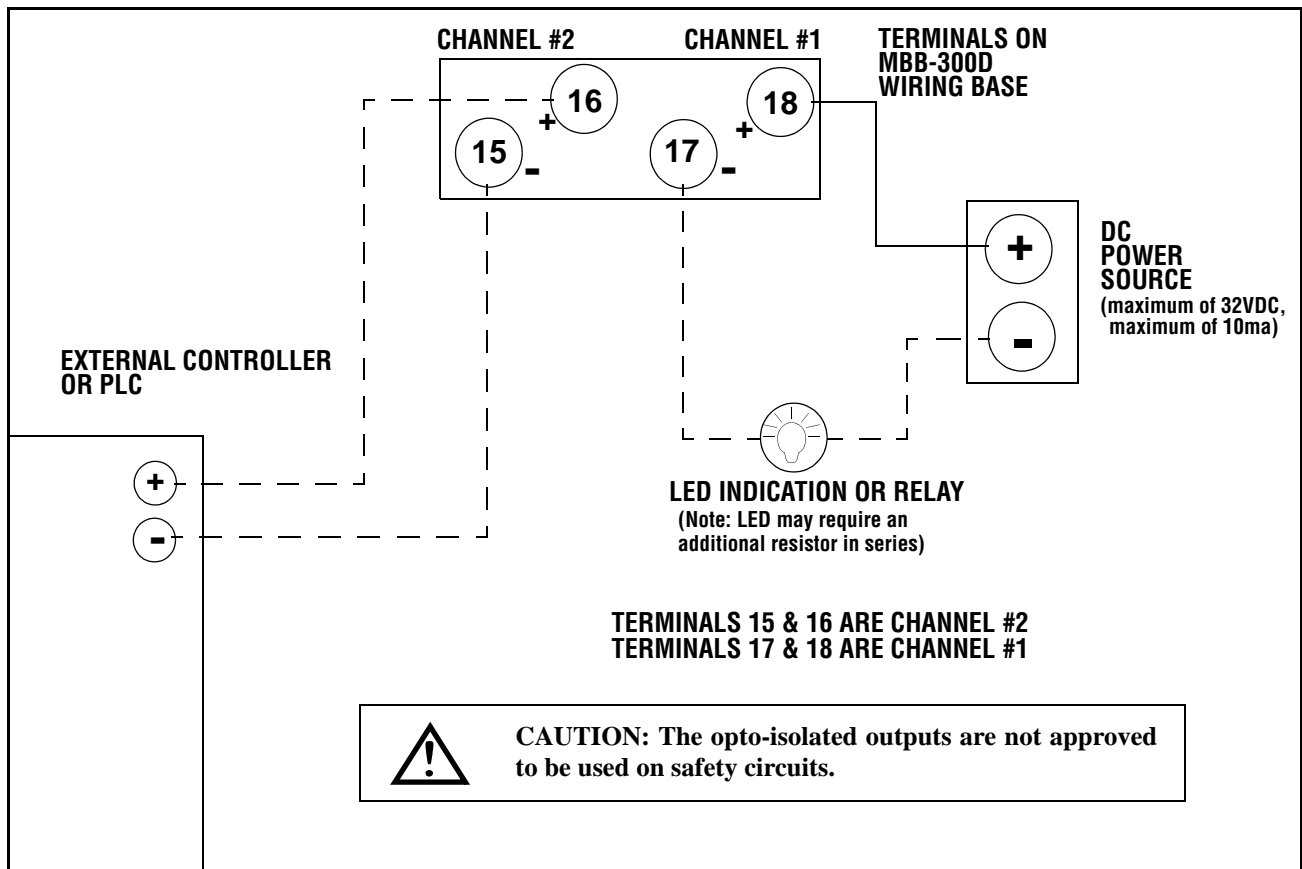 CHANNEL #2
CHANNEL #1
TERMINALS ON
MBB-300D
WIRING BASE
16
18
+
+
15
17
-
-
+
-
DC
POWER
SOURCE
(maximum of 32VDC,
maximum of 10ma)
EXTERNAL CONTROLLER
OR PLC
+
-
LED INDICATION OR RELAY
(Note: LED may require an
additional resistor in series)
TERMINALS 15 & 16 ARE CHANNEL #2
TERMINALS 17 & 18 ARE CHANNEL #1
!
CAUTION: The opto-isolated outputs are not approved
to be used on safety circuits.